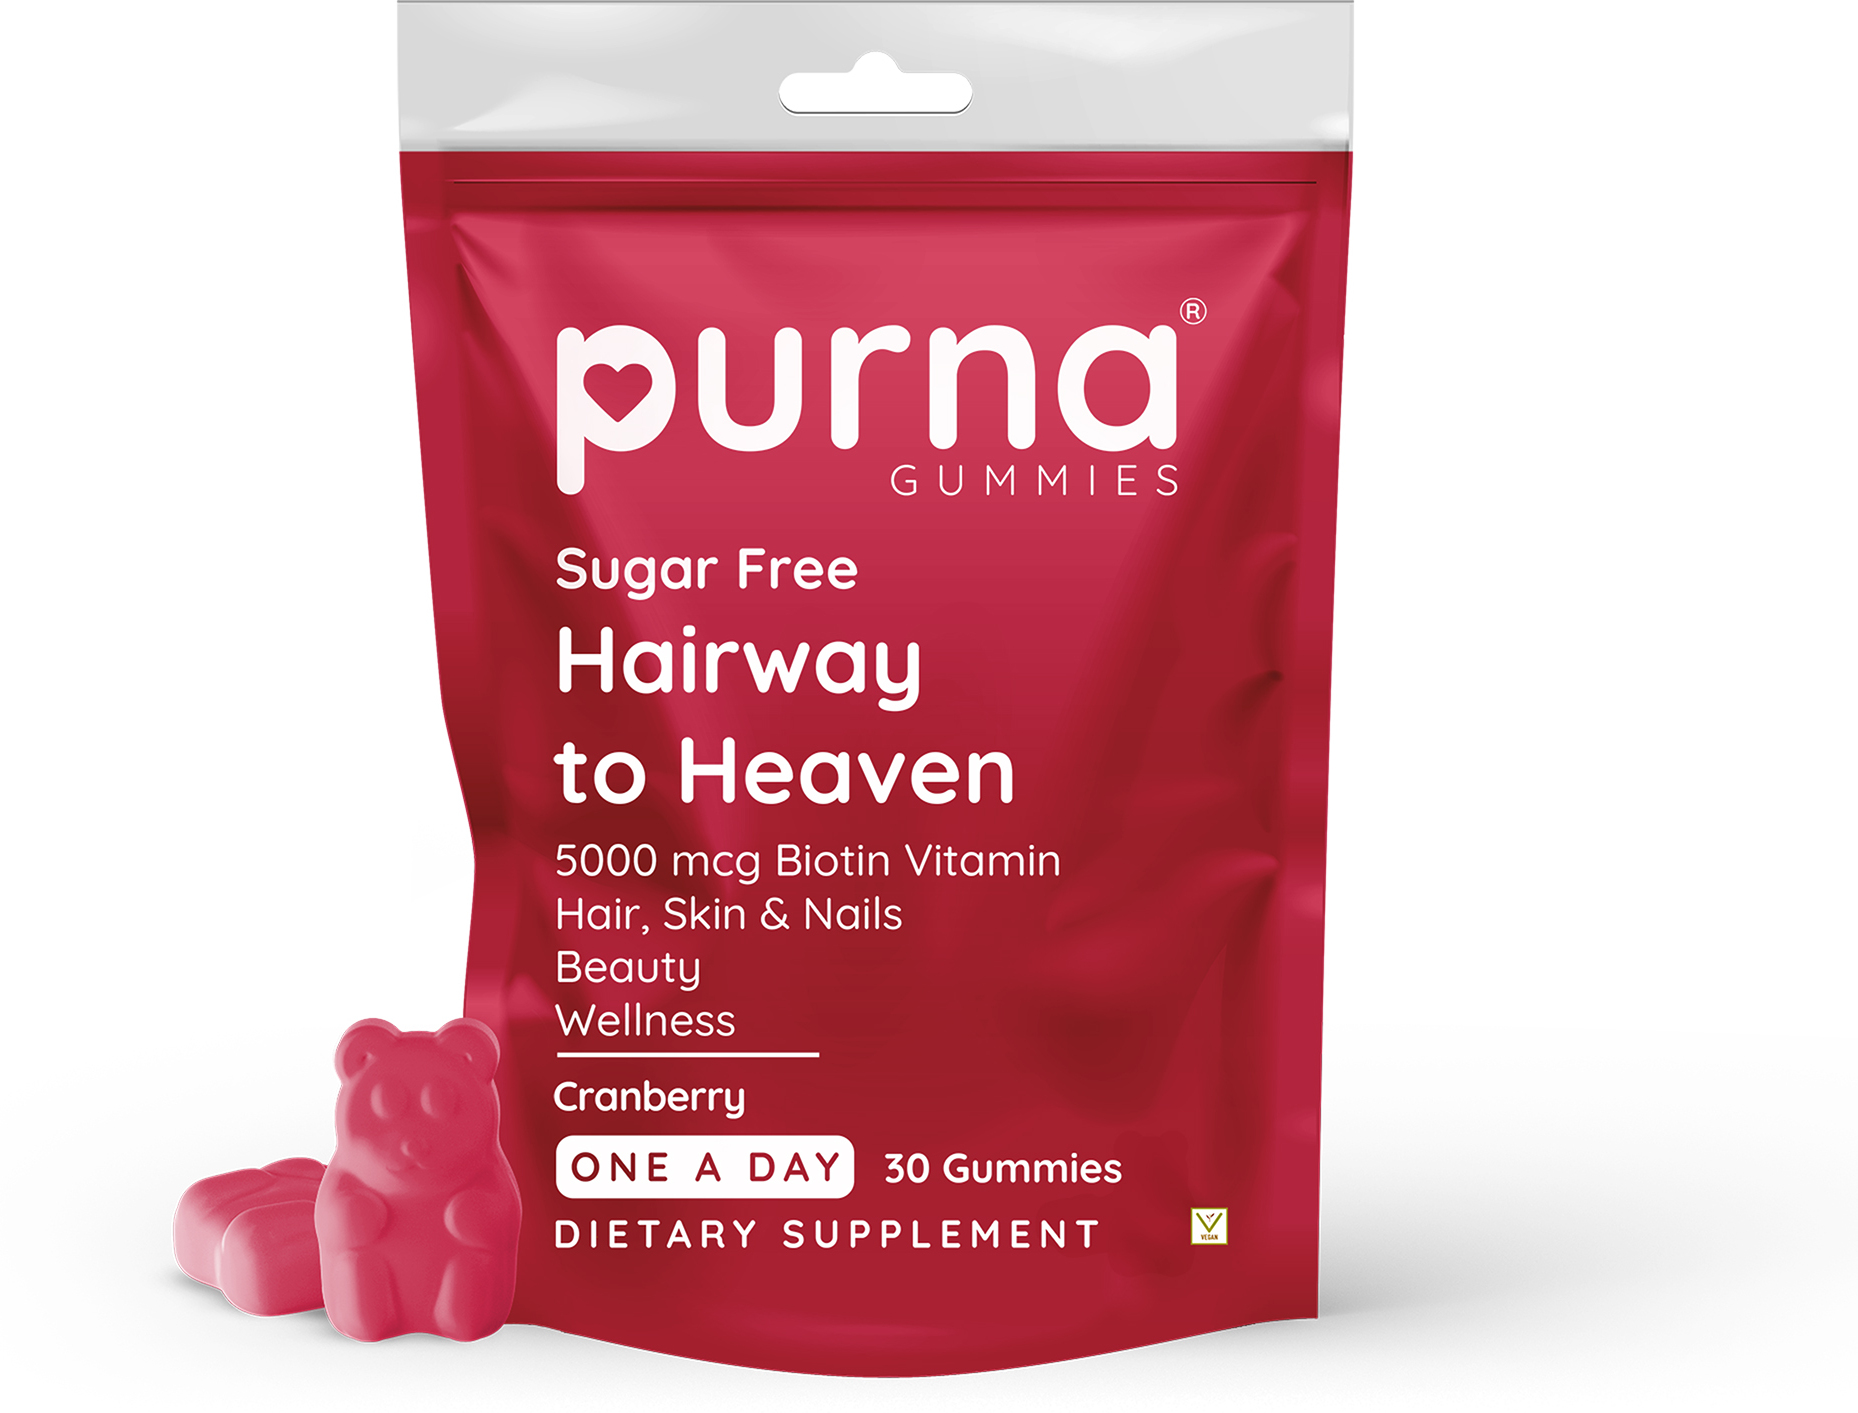 purna®
GUMMIES
Sugar Free
Hairway
to Heaven
5000 mcg Biotin Vitamin
Hair, Skin & Nails
Beauty
Wellness
Cranberry
ONE A DAY 30 Gummies
DIETARY SUPPLEMENT
VEGAN